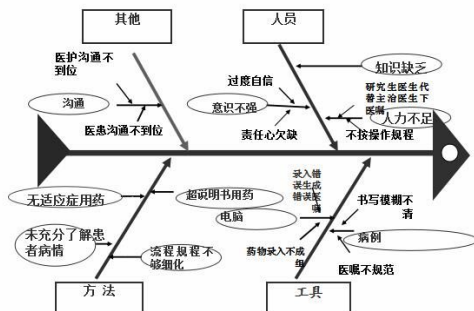 其他
人员
医护沟通不
到位
沟通
医患沟通不到位
过度自信
意识不强
责任心欠缺
知识缺乏
研究生医生代
替主治医生下
医嘱
人力不足
不按操作规程
无适应症用药
超说明书用药
未充分了解患
者病情
流程规程不
够细化
方法
录入错
误生成
错误医
嘱
电脑
药物录入不成
组
书写模糊不
清
病例
医嘱不规范
工具